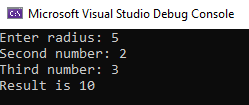 Microsoft Visual Studio Debug Console
Enter radius: 5
Second number: 2
Third number: 3
Result is 10